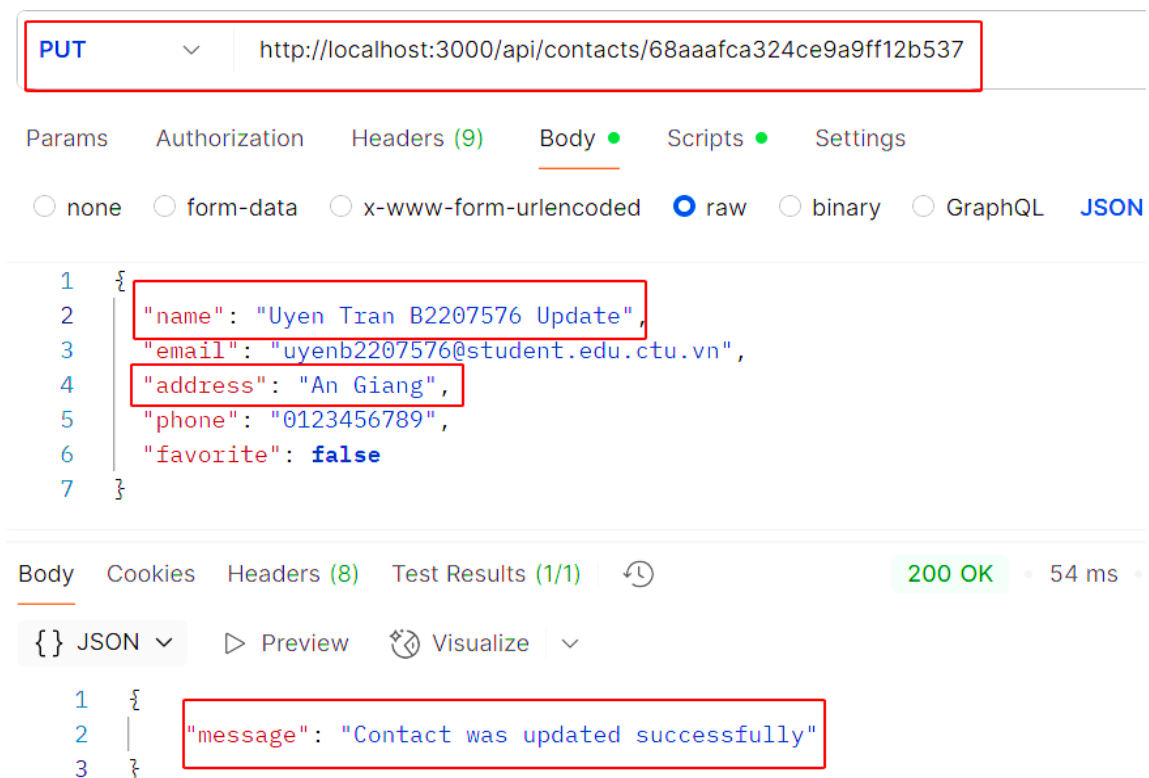 PUT http://localhost:3000/api/contacts/68aaafca324ce9a9ff12b537
Params Authorization Headers (9) Body Scripts Settings
none form-data x-www-form-urlencoded raw binary GraphQL JSON
1 {
2 "name": "Uyen Tran B2207576 Update",
3 "email": "uyenb2207576@student.edu.ctu.vn",
4 "address": "An Giang",
5 "phone": "0123456789",
6 "favorite": false
7 }
Body Cookies Headers (8) Test Results (1/1) 200 OK 54 ms
{} JSON Preview Visualize
1 {
2 "message": "Contact was updated successfully"
3 }